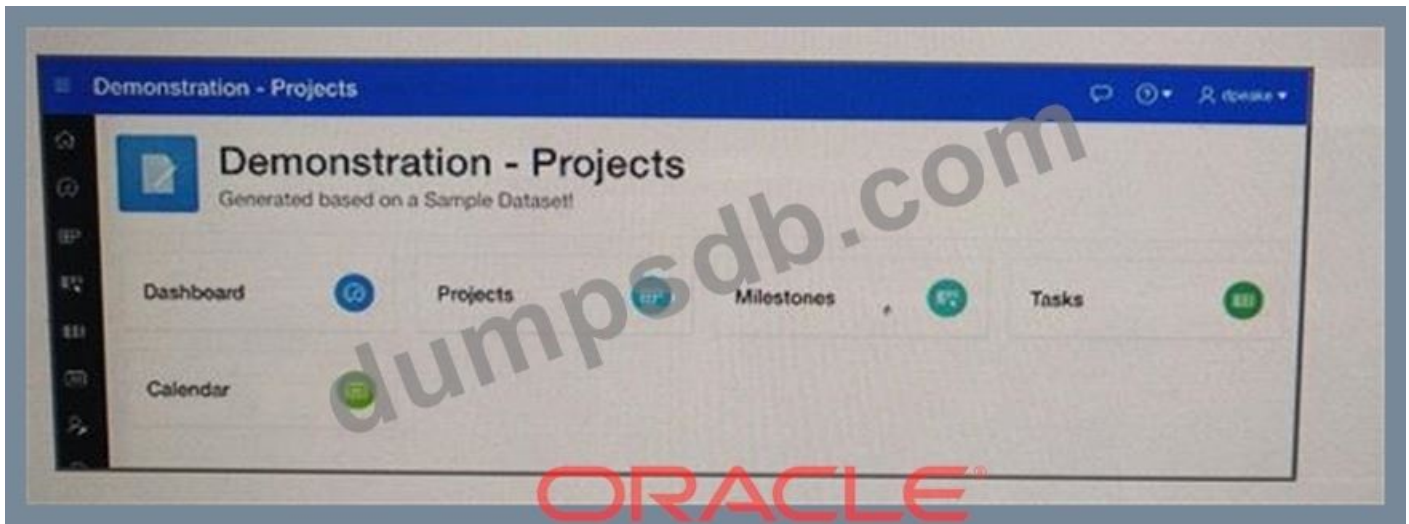 Demonstration - Projects
Demonstration - Projects
Generated based on a Sample Dataset!
Dashboard
Projects
Milestones
Tasks
Calendar
dumpsdb.com
ORACLE®